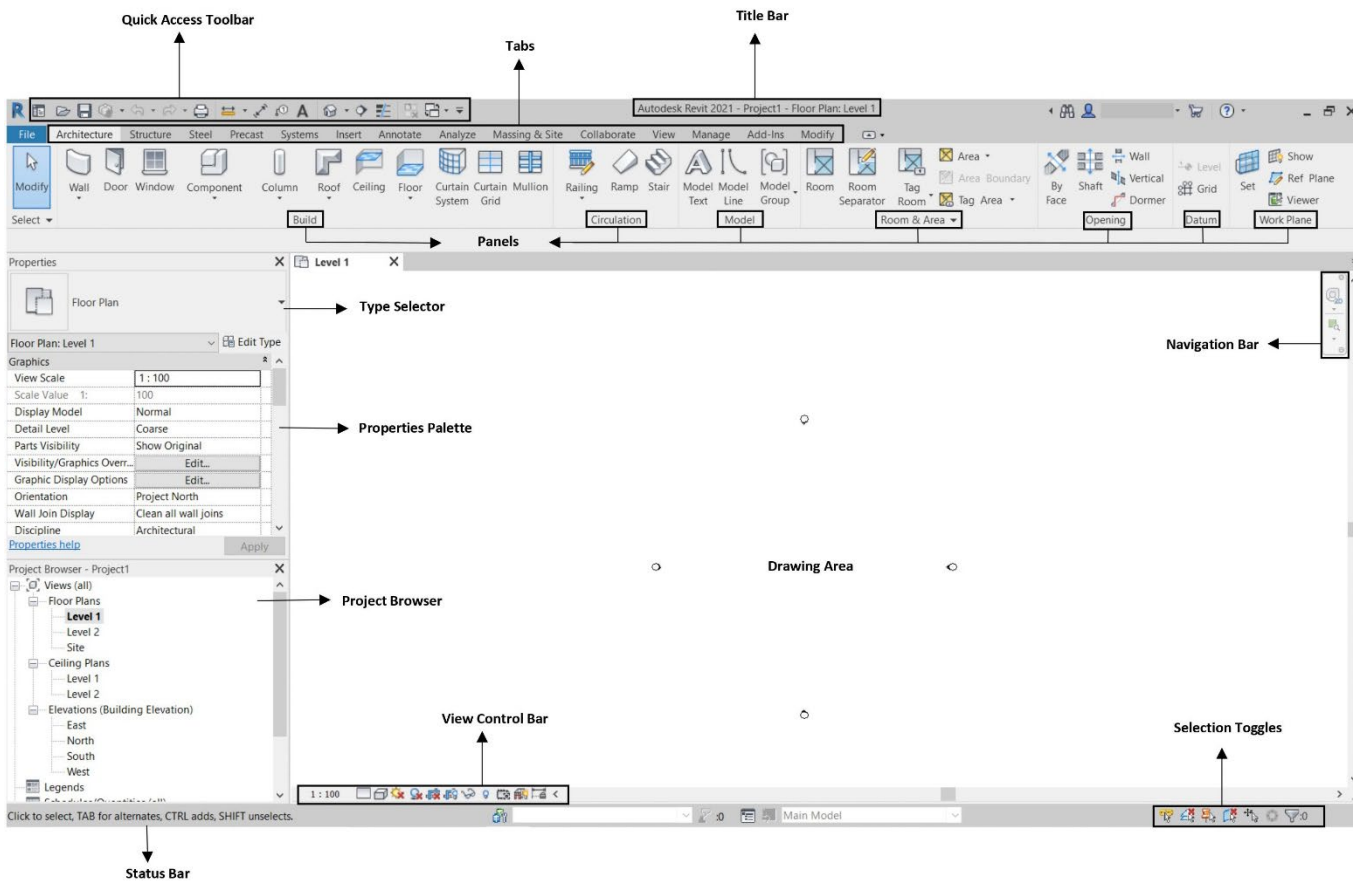 Quick Access Toolbar
Title Bar
Tabs
R
A
Autodesk Revit 2021 - Project1 - Floor Plan: Level 1
File Architecture Structure Steel Precast Systems Insert Annotate Analyze Massing & Site Collaborate View Manage Add-Ins Modify
Modify Wall Door Window Component Column Roof Ceiling Floor Curtain System Curtain Grid Mullion Railing Ramp Stair Model Text Model Line Model Group Room Room Separator Tag Room
Area
Area Boundary
Tag Area
By Face Shaft
Wall
Vertical
Dormer
Level
Grid
Set
Show
Ref Plane
Viewer
Select Build Circulation Model Room & Area Opening Datum Work Plane
Panels
Properties
Level 1
Floor Plan
Type Selector
Floor Plan: Level 1 Edit Type
Navigation Bar
Graphics
View Scale 1 : 100
Scale Value 1: 100
Display Model Normal
Detail Level Coarse
Properties Palette
Parts Visibility Show Original
Visibility/Graphics Overr... Edit...
Graphic Display Options Edit...
Orientation Project North
Wall Join Display Clean all wall joins
Discipline Architectural
Properties help Apply
Project Browser - Project1
Drawing Area
Views (all)
Floor Plans
Project Browser
Level 1
Level 2
Site
Ceiling Plans
Level 1
Level 2
Elevations (Building Elevation)
East
North
South
West
View Control Bar
Selection Toggles
Legends
1 : 100
Click to select, TAB for alternates, CTRL adds, SHIFT unselects.
:0
Main Model
:0
Status Bar